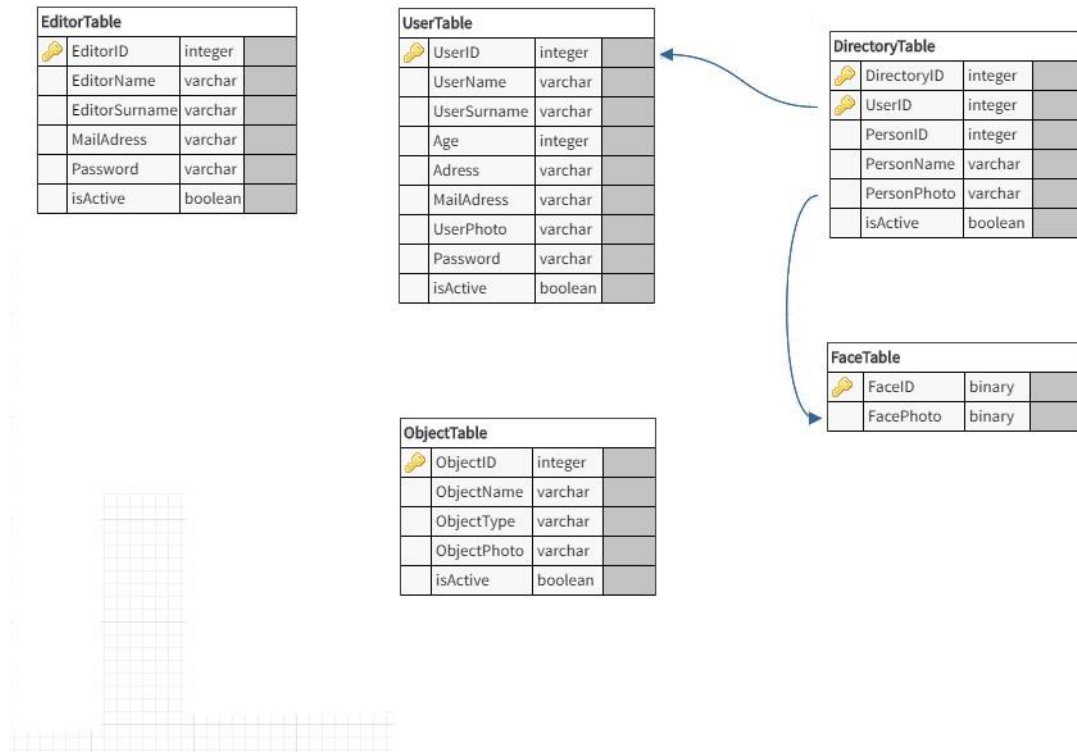 EditorTable
EditorID integer
EditorName varchar
EditorSurname varchar
MailAdress varchar
Password varchar
isActive boolean
UserTable
UserID integer
UserName varchar
UserSurname varchar
Age integer
Adress varchar
MailAdress varchar
UserPhoto varchar
Password varchar
isActive boolean
DirectoryTable
DirectoryID integer
UserID integer
PersonID integer
PersonName varchar
PersonPhoto varchar
isActive boolean
FaceTable
FaceID binary
FacePhoto binary
ObjectTable
ObjectID integer
ObjectName varchar
ObjectType varchar
ObjectPhoto varchar
isActive boolean